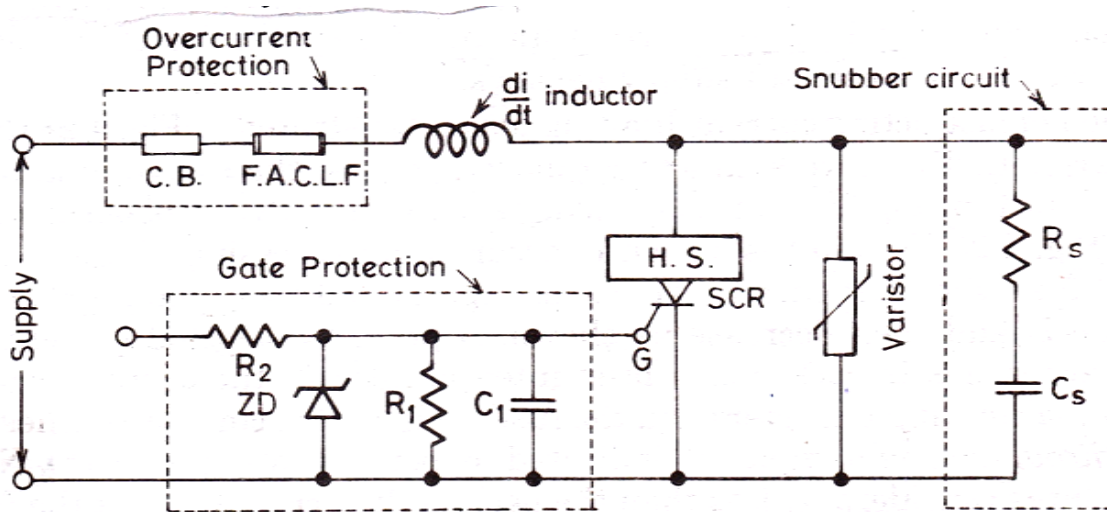 Overcurrent
Protection
di
dt
inductor
Snubber circuit
C.B.
F.A.C.L.F
Supply
Gate Protection
H.S.
SCR
Varistor
Rs
G
R2
ZD
R1
C1
Cs